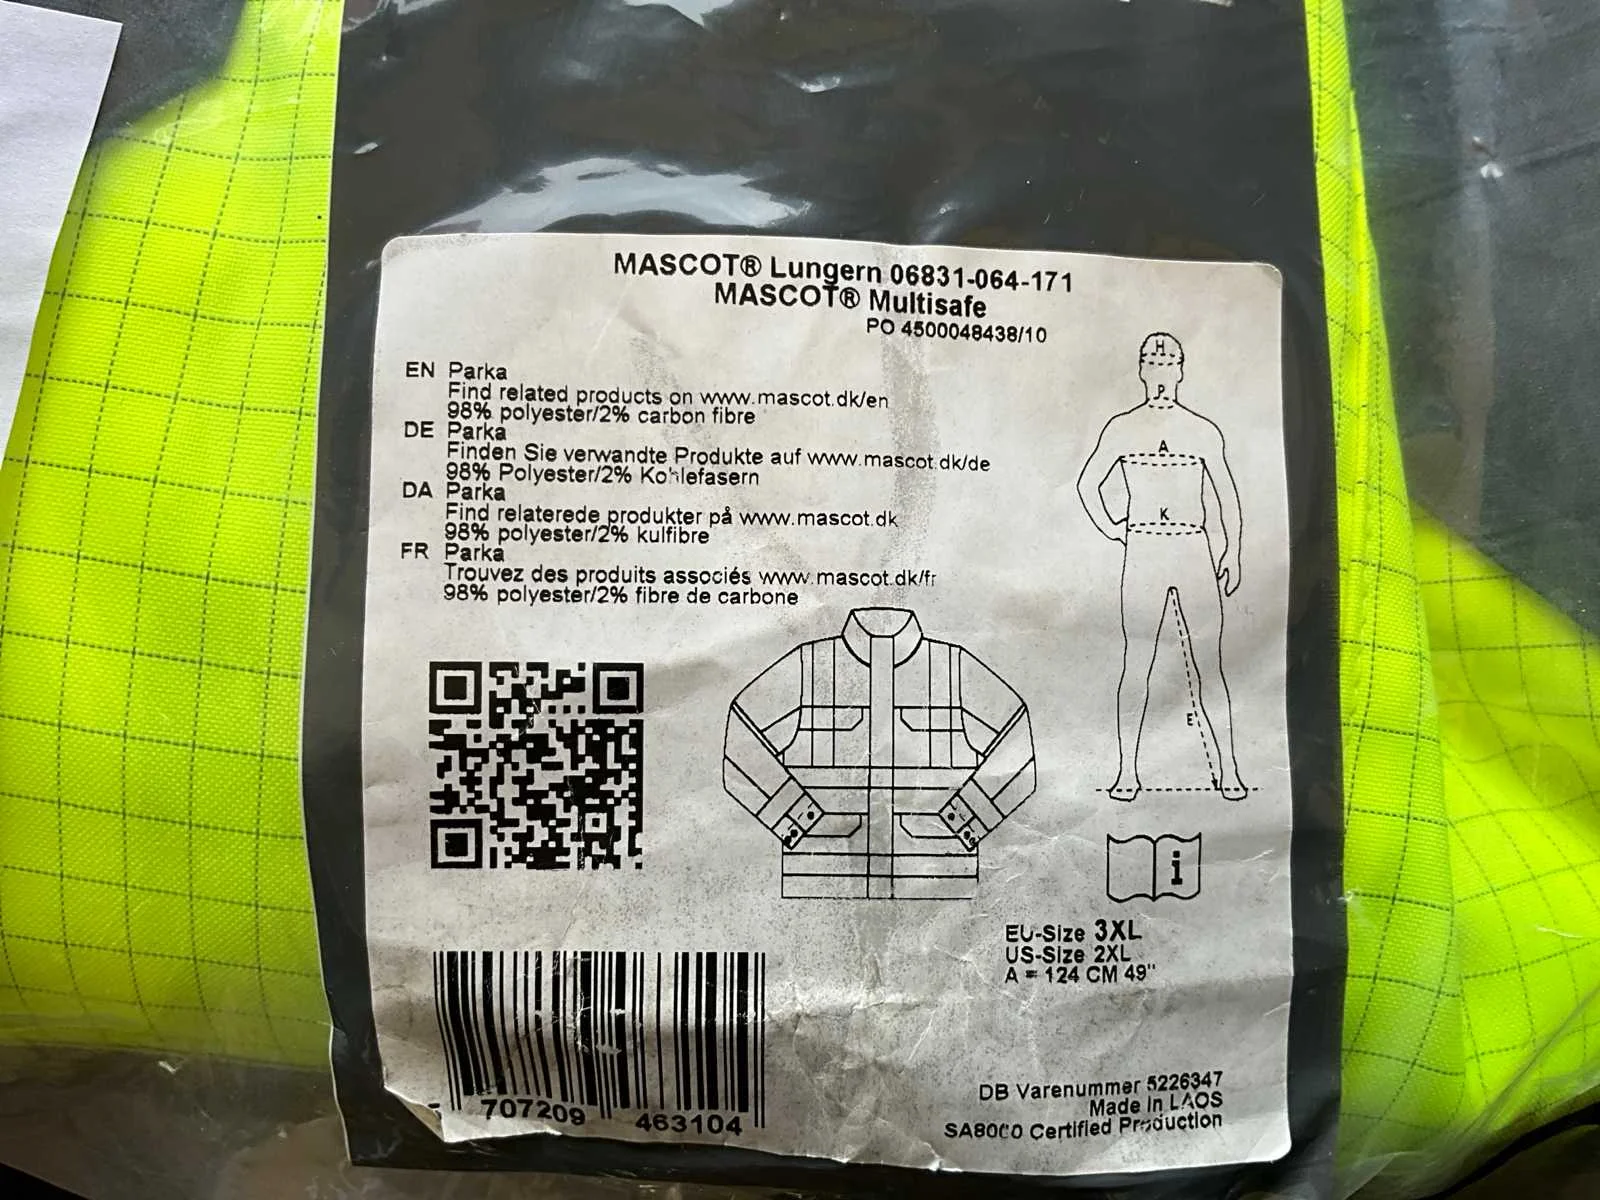 MASCOT® Lungern 06831-064-171
MASCOT® Multisafe
PO 4500048438/10
EN Parka
Find related products on www.mascot.dk/en
98% polyester/2% carbon fibre
DE Parka
Finden Sie verwandte Produkte auf www.mascot.dk/de
98% Polyester/2% Kohlefasern
DA Parka
Find relaterede produkter på www.mascot.dk
98% polyester/2% kulfibre
FR Parka
Trouvez des produits associés www.mascot.dk/fr
98% polyester/2% fibre de carbone
H
P
A
K
E
i
EU-Size 3XL
US-Size 2XL
A = 124 CM 49"
707209 463104
DB Varenummer 5226347
Made in LAOS
SA8000 Certified Production